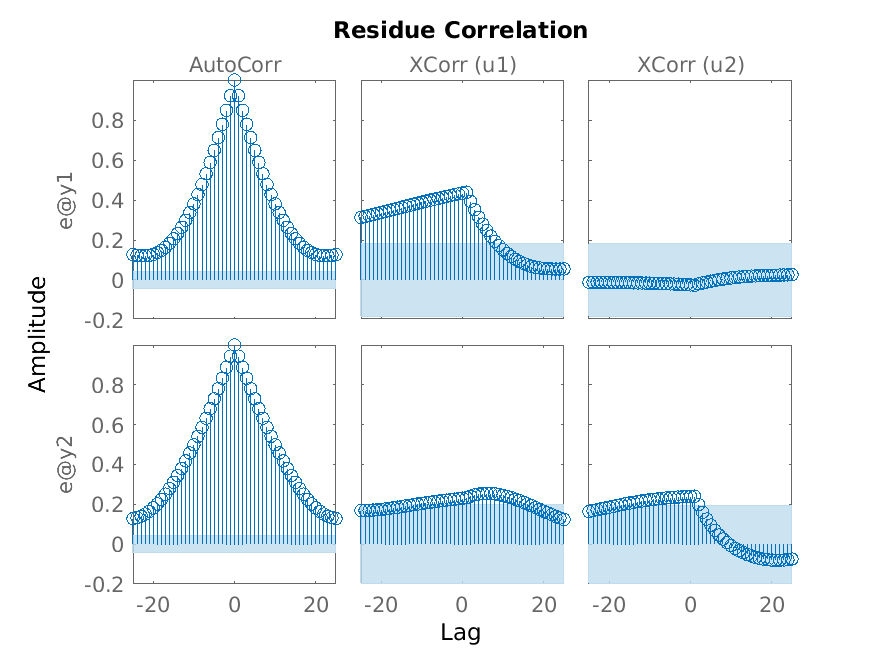 Residue Correlation
AutoCorr XCorr (u1) XCorr (u2)
e@y1
0.8
0.6
0.4
0.2
0
-0.2
Amplitude
e@y2
0.8
0.6
0.4
0.2
0
-0.2
-20 0 20 -20 0 20 -20 0 20
Lag